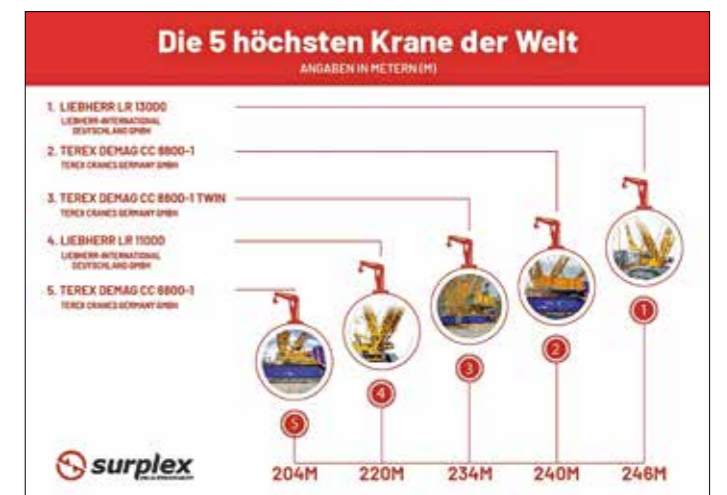 Die 5 höchsten Krane der Welt
ANGABEN IN METERN (M)
1. LIEBHERR LR 13000
LIEBHERR-INTERNATIONAL
DEUTSCHLAND GMBH
2. TEREX DEMAG CC 8800-1
TEREX CRANES GERMANY GMBH
3. TEREX DEMAG CC 8800-1 TWIN
TEREX CRANES GERMANY GMBH
4. LIEBHERR LR 11000
LIEBHERR-INTERNATIONAL
DEUTSCHLAND GMBH
5. TEREX DEMAG CC 6800-1
TEREX CRANES GERMANY GMBH
1
2
3
4
5
surplex
204M 220M 234M 240M 246M